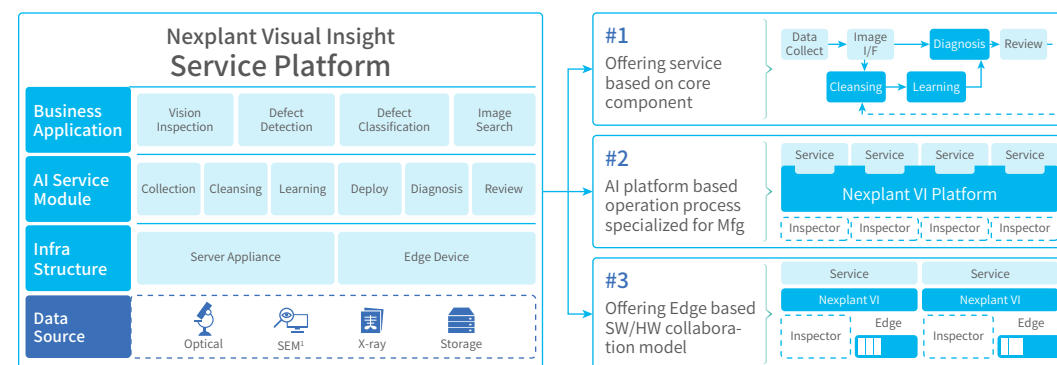 Nexplant Visual Insight
Service Platform
Business
Application
Vision
Inspection
Defect
Detection
Defect
Classification
Image
Search
AI Service
Module
Collection
Cleansing
Learning
Deploy
Diagnosis
Review
Infra
Structure
Server Appliance
Edge Device
Data
Source
Optical
SEM¹
X-ray
Storage
#1
Offering service
based on core
component
Data
Collect
Image
I/F
Diagnosis
Review
Cleansing
Learning
#2
AI platform based
operation process
specialized for Mfg
Service
Service
Service
Service
Nexplant VI Platform
Inspector
Inspector
Inspector
Inspector
#3
Offering Edge based
SW/HW collabora-
tion model
Service
Service
Nexplant VI
Nexplant VI
Inspector
Edge
Inspector
Edge